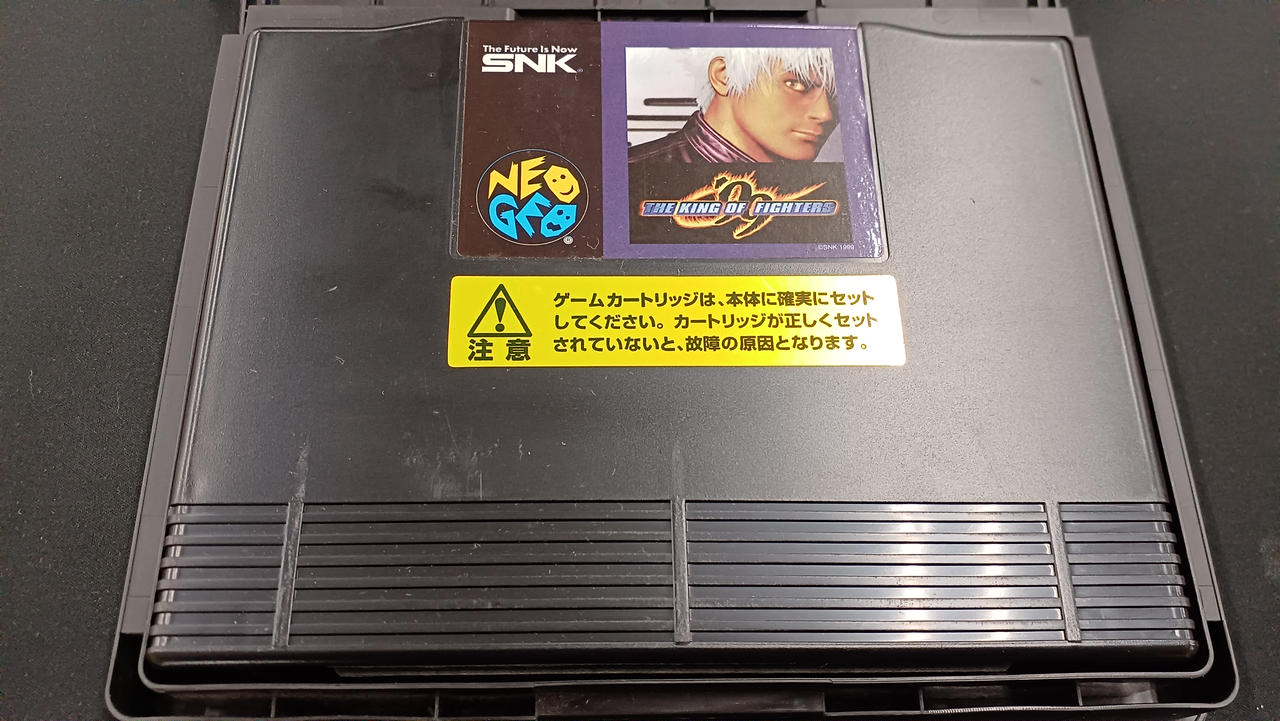 The Future Is Now
SNK®
NEO
GEO
®
'99
THE KING OF FIGHTERS
©SNK 1999
注意
ゲームカートリッジは、本体に確実にセット
してください。カートリッジが正しくセット
されていないと、故障の原因となります。